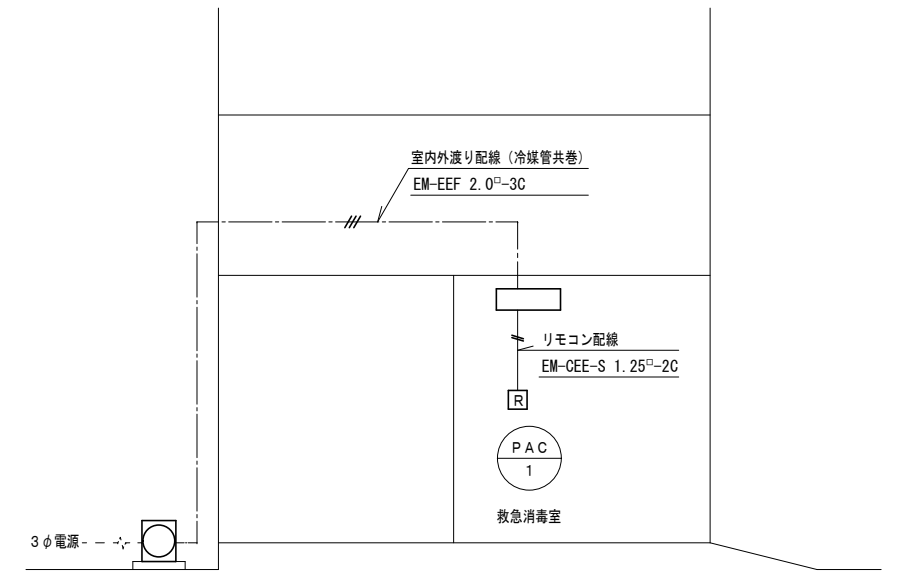 室内外渡り配線（冷媒管共巻）
EM-EEF 2.0□-3C
リモコン配線
EM-CEE-S 1.25□-2C
R
PAC
1
救急消毒室
3φ電源